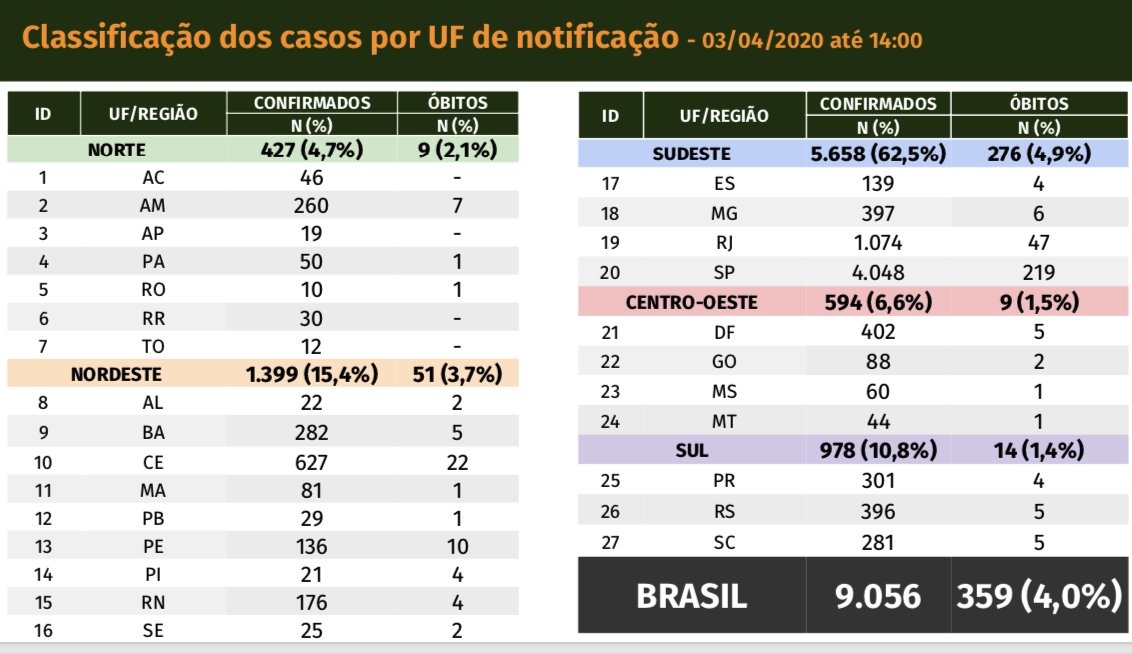 Classificação dos casos por UF de notificação - 03/04/2020 até 14:00
ID UF/REGIÃO CONFIRMADOS ÓBITOS
N (%) N (%)
NORTE 427 (4,7%) 9 (2,1%)
1 AC 46 -
2 AM 260 7
3 AP 19 -
4 PA 50 1
5 RO 10 1
6 RR 30 -
7 TO 12 -
NORDESTE 1.399 (15,4%) 51 (3,7%)
8 AL 22 2
9 BA 282 5
10 CE 627 22
11 MA 81 1
12 PB 29 1
13 PE 136 10
14 PI 21 4
15 RN 176 4
16 SE 25 2
ID UF/REGIÃO CONFIRMADOS ÓBITOS
N (%) N (%)
SUDESTE 5.658 (62,5%) 276 (4,9%)
17 ES 139 4
18 MG 397 6
19 RJ 1.074 47
20 SP 4.048 219
CENTRO-OESTE 594 (6,6%) 9 (1,5%)
21 DF 402 5
22 GO 88 2
23 MS 60 1
24 MT 44 1
SUL 978 (10,8%) 14 (1,4%)
25 PR 301 4
26 RS 396 5
27 SC 281 5
BRASIL 9.056 359 (4,0%)